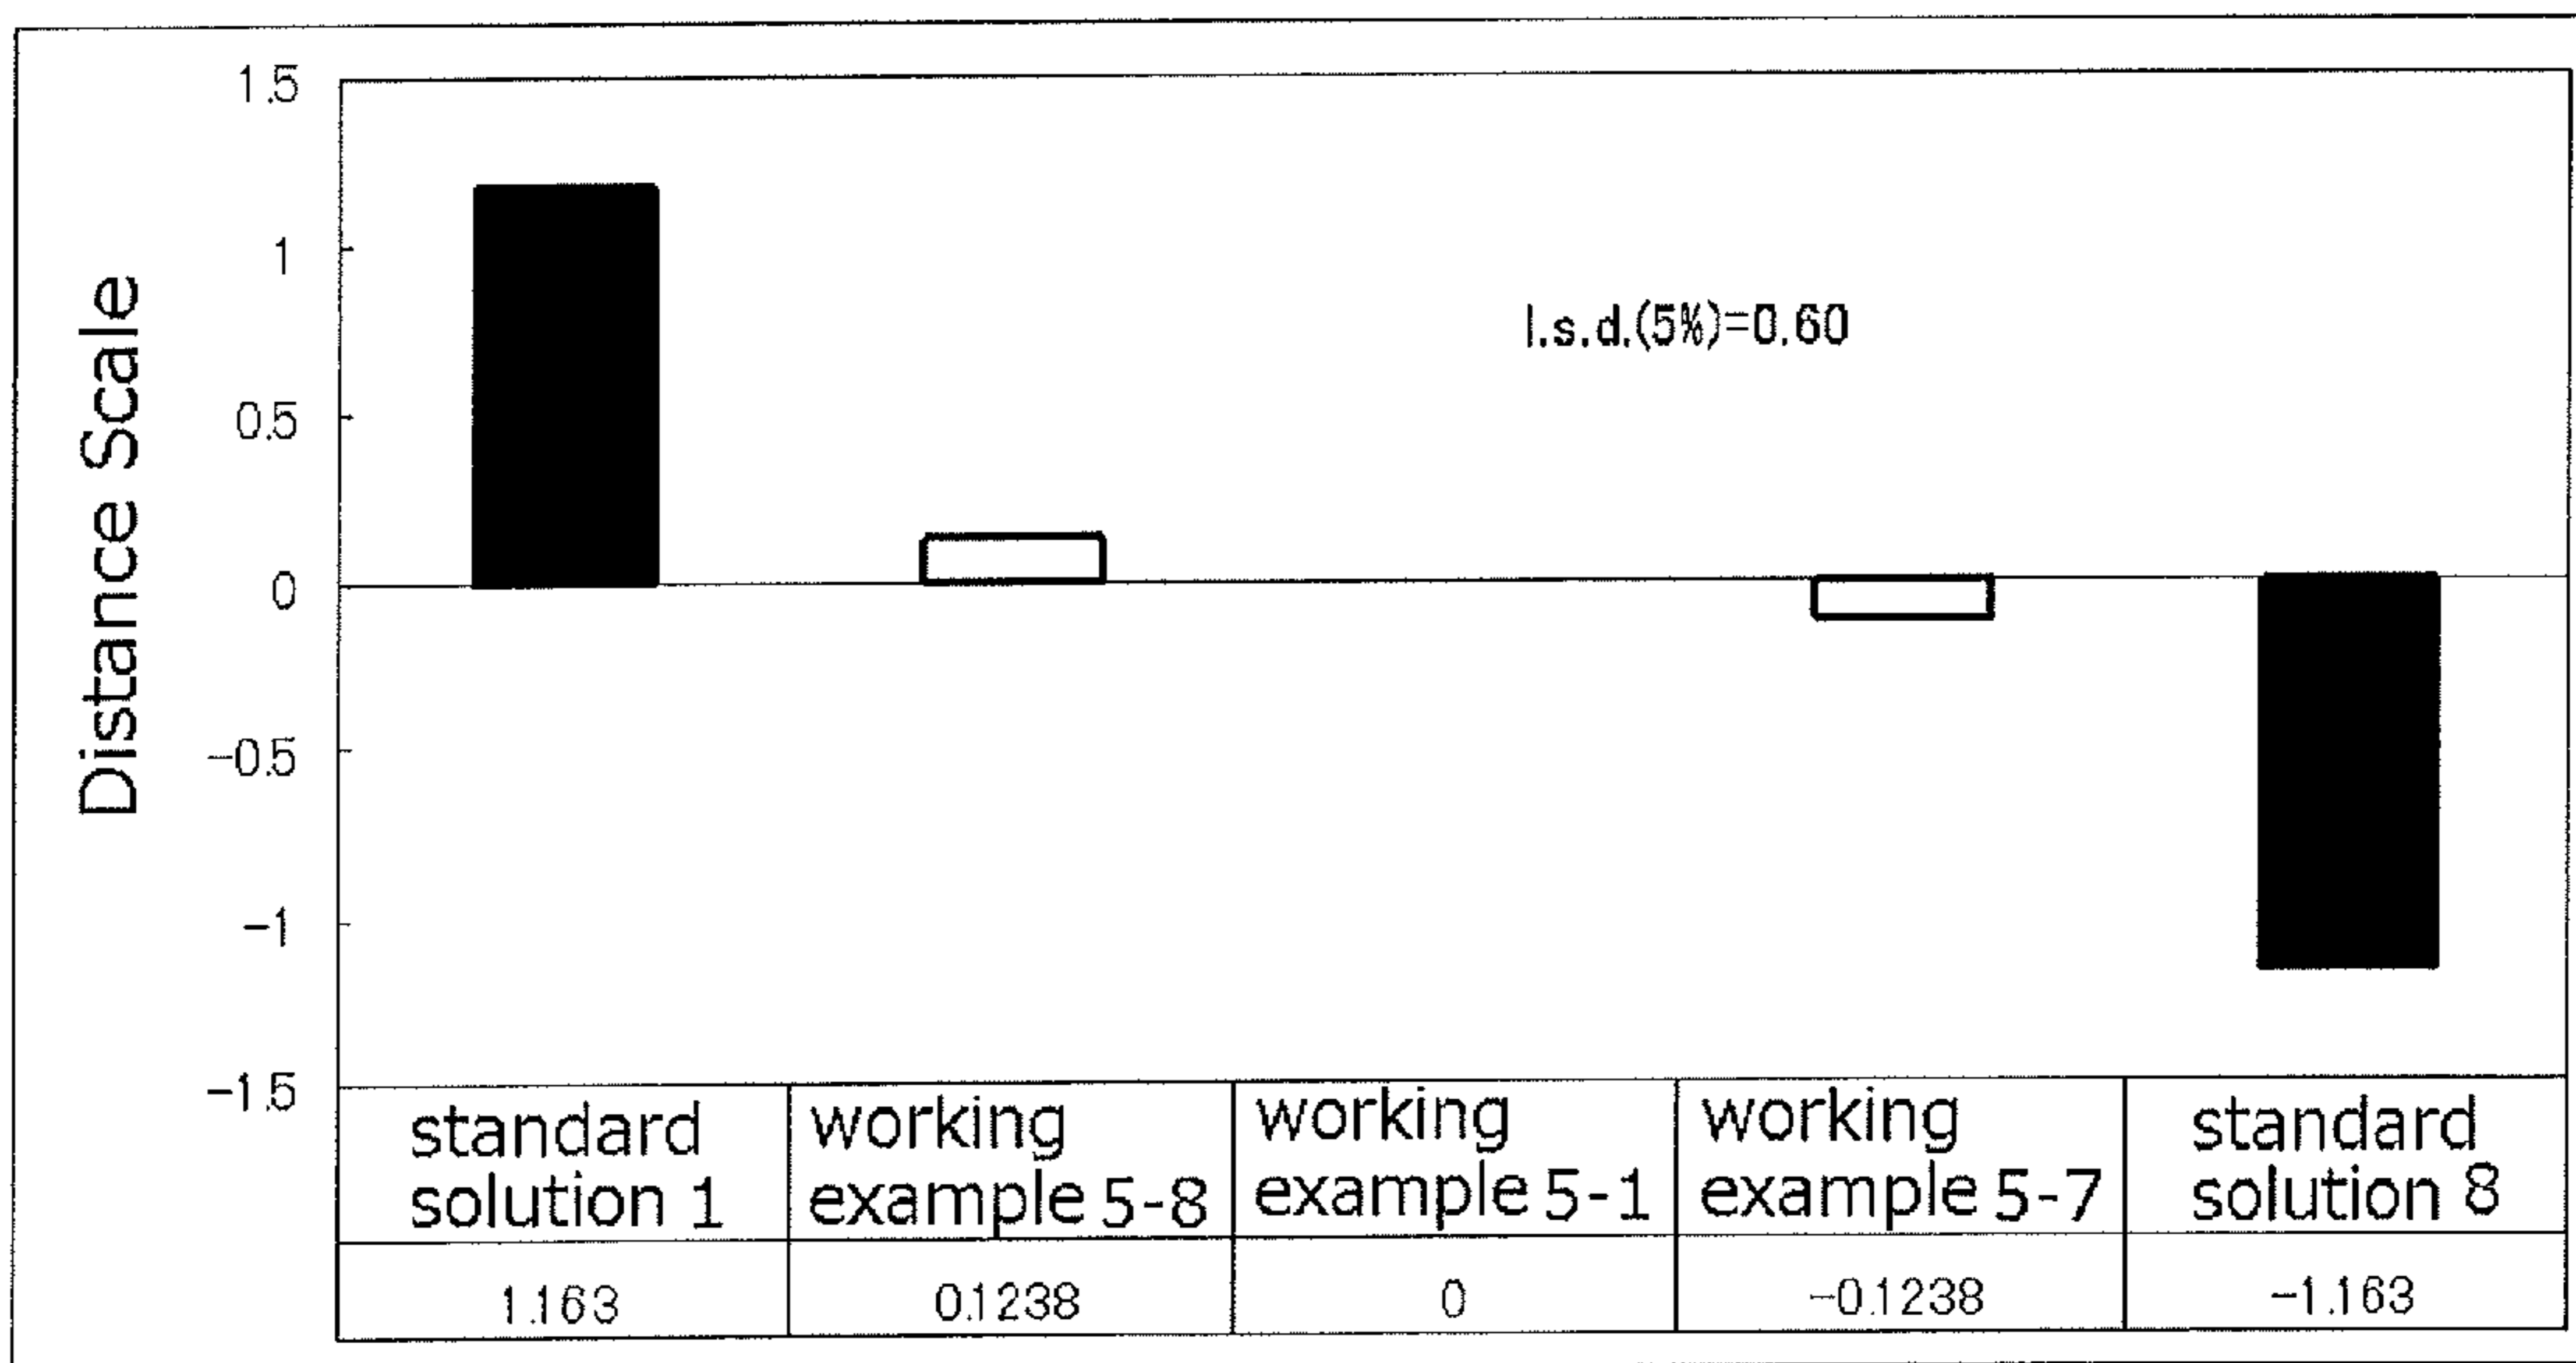 Distance Scale
1.5
1
0.5
0
-0.5
-1
-1.5
l.s.d.(5%)=0.60
standard
solution 1
working
example 5-8
working
example 5-1
working
example 5-7
standard
solution 8
1.163
0.1238
0
-0.1238
-1.163